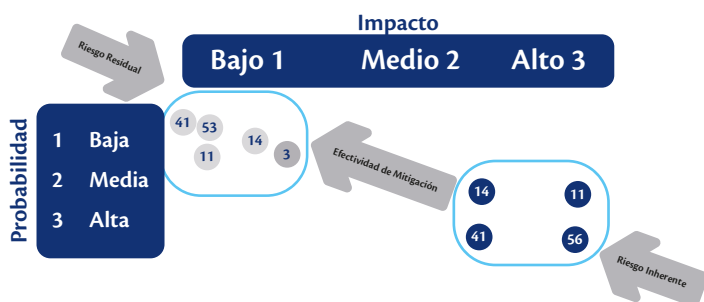 Impacto
Riesgo Residual
Bajo 1 Medio 2 Alto 3
Probabilidad
1 Baja
2 Media
3 Alta
41 53
11
14
3
Efectividad de Mitigación
14 11
41 56
Riesgo Inherente